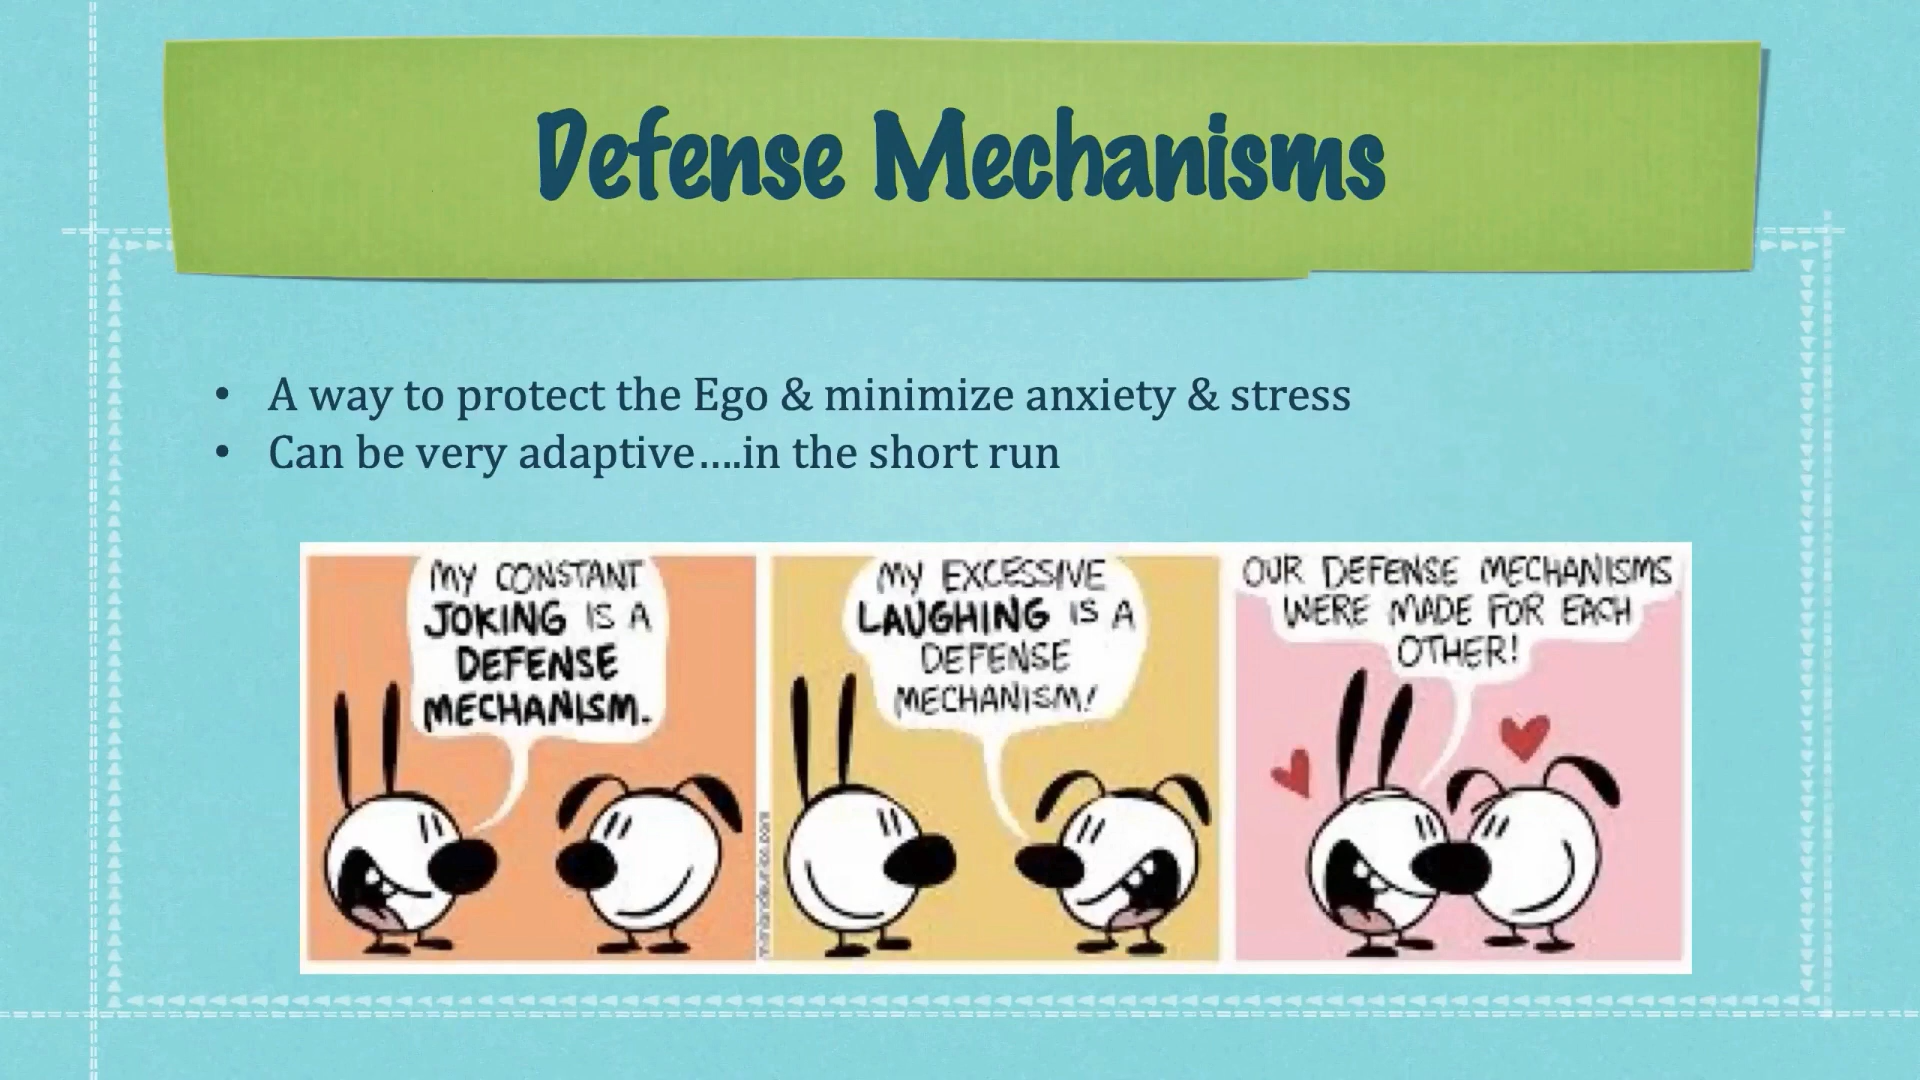 Defense Mechanisms
• A way to protect the Ego & minimize anxiety & stress
• Can be very adaptive....in the short run
MY CONSTANT
JOKING IS A
DEFENSE
MECHANISM.
MY EXCESSIVE
LAUGHING IS A
DEFENSE
MECHANISM!
OUR DEFENSE MECHANISMS
WERE MADE FOR EACH
OTHER!